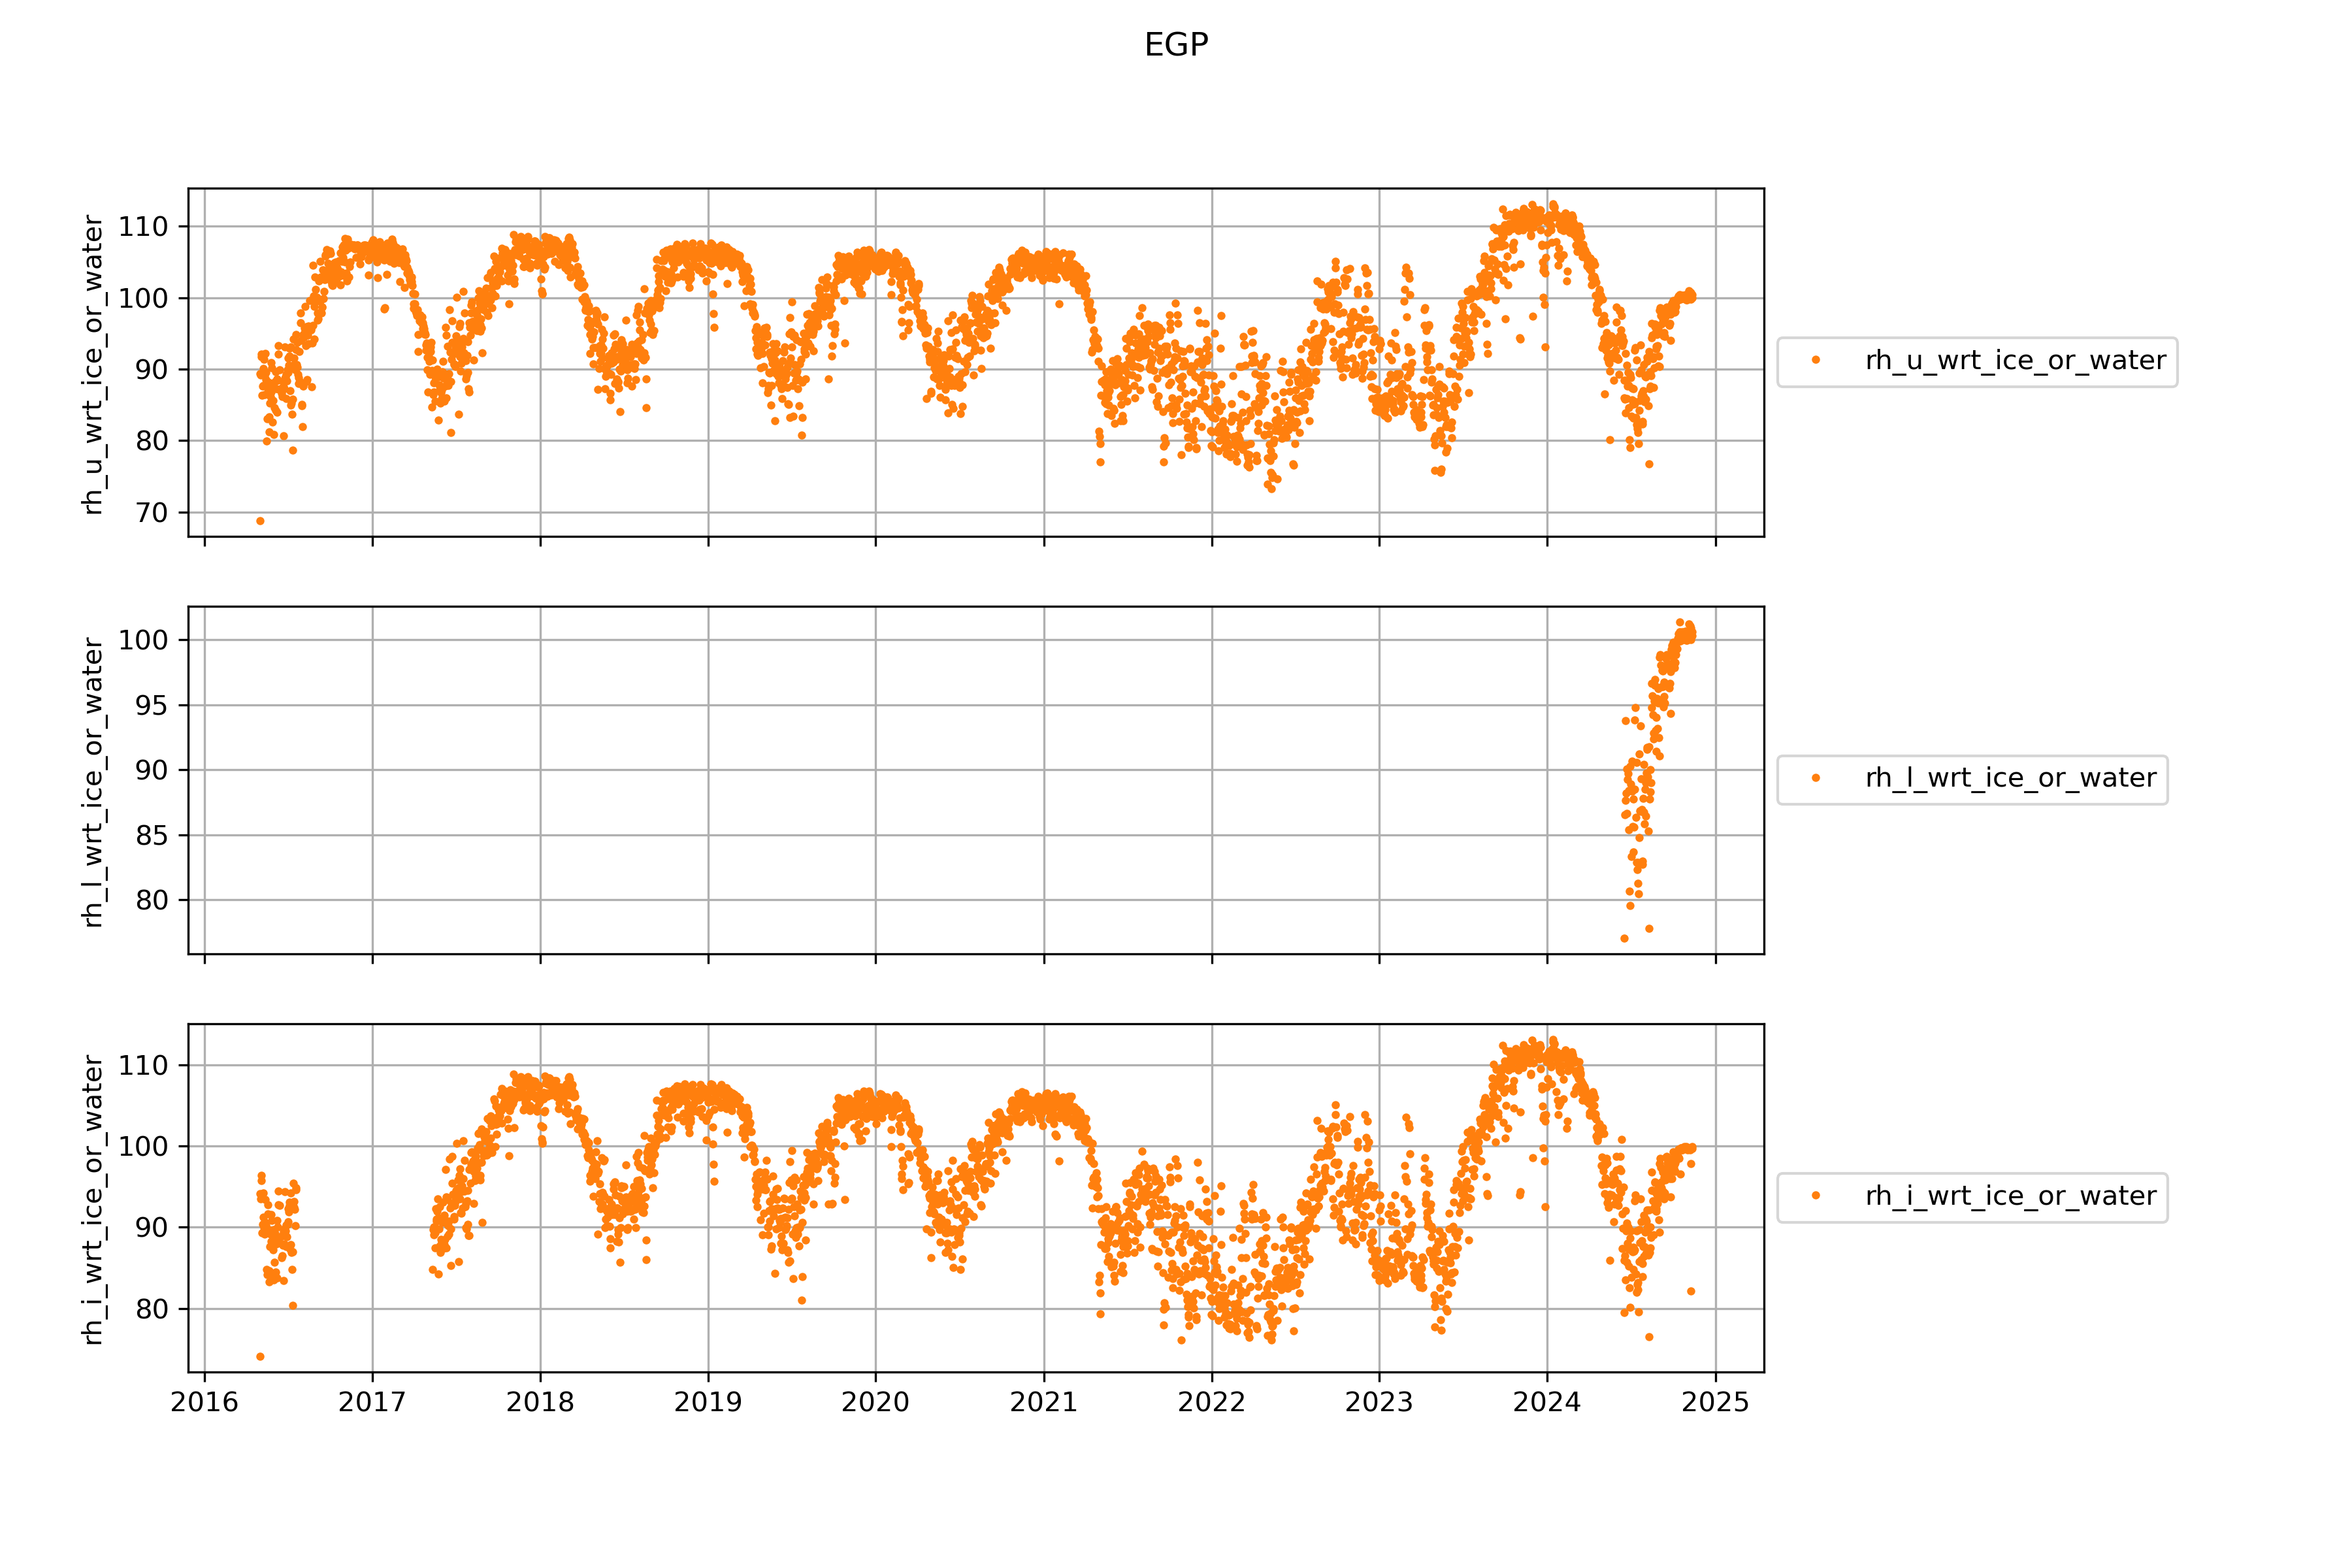 EGP
rh_u_wrt_ice_or_water
110
100
90
80
70
rh_u_wrt_ice_or_water
rh_l_wrt_ice_or_water
100
95
90
85
80
rh_l_wrt_ice_or_water
rh_i_wrt_ice_or_water
110
100
90
80
rh_i_wrt_ice_or_water
2016 2017 2018 2019 2020 2021 2022 2023 2024 2025